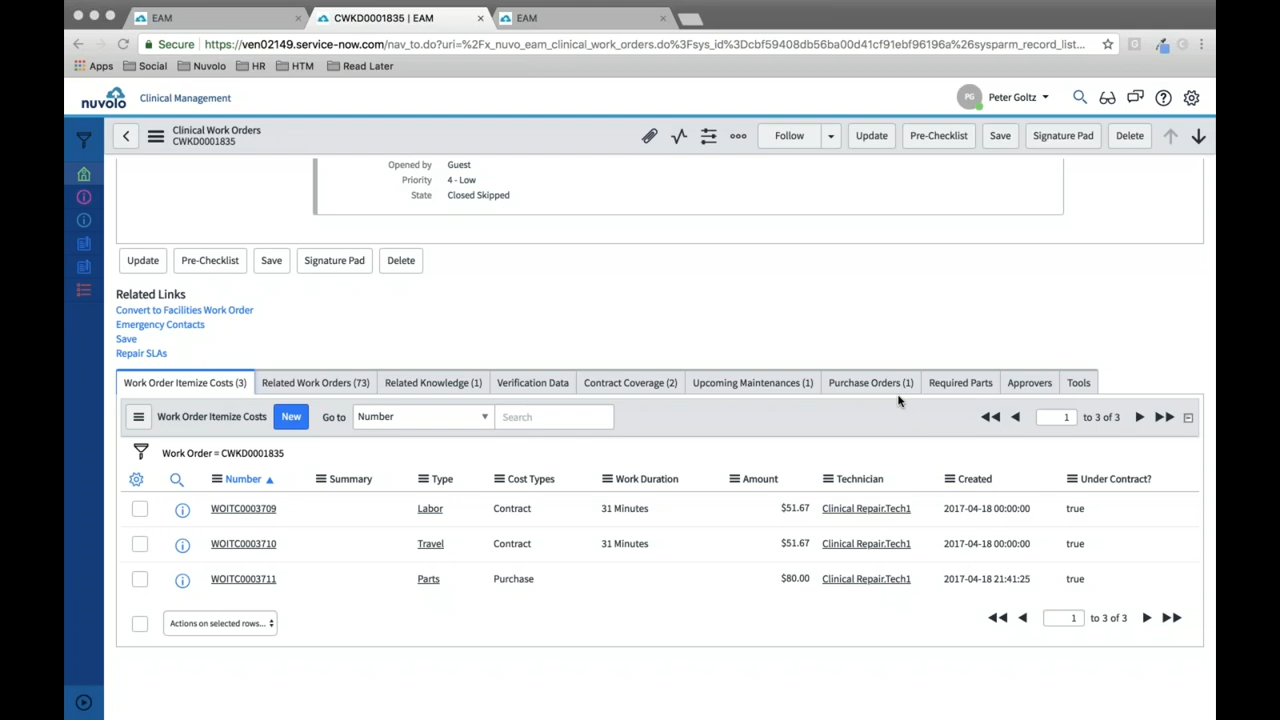 EAM
CWKD0001835 | EAM
EAM
Secure https://ven02149.service-now.com/nav_to.do?uri=%2Fx_nuvo_eam_clinical_work_orders.do%3Fsys_id%3Dcbf59408db56ba00d41cf91ebf96196a%26sysparm_record_list...
Apps Social Nuvolo HR HTM Read Later
nuvolo Clinical Management PG Peter Goltz
Clinical Work Orders
CWKD0001835
Follow Update Pre-Checklist Save Signature Pad Delete
Opened by Guest
Priority 4 - Low
State Closed Skipped
Update Pre-Checklist Save Signature Pad Delete
Related Links
Convert to Facilities Work Order
Emergency Contacts
Save
Repair SLAs
Work Order Itemize Costs (3) Related Work Orders (73) Related Knowledge (1) Verification Data Contract Coverage (2) Upcoming Maintenances (1) Purchase Orders (1) Required Parts Approvers Tools
Work Order Itemize Costs New Go to Number Search 1 to 3 of 3
Work Order = CWKD0001835
Number Summary Type Cost Types Work Duration Amount Technician Created Under Contract?
WOITC0003709 Labor Contract 31 Minutes $51.67 Clinical Repair.Tech1 2017-04-18 00:00:00 true
WOITC0003710 Travel Contract 31 Minutes $51.67 Clinical Repair.Tech1 2017-04-18 00:00:00 true
WOITC0003711 Parts Purchase $80.00 Clinical Repair.Tech1 2017-04-18 21:41:25 true
Actions on selected rows... 1 to 3 of 3